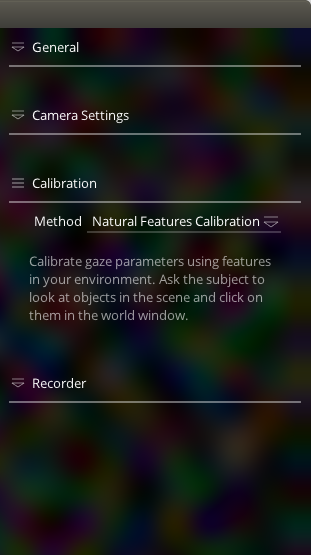 General
Camera Settings
Calibration
Method Natural Features Calibration
Calibrate gaze parameters using features
in your environment. Ask the subject to
look at objects in the scene and click on
them in the world window.
Recorder